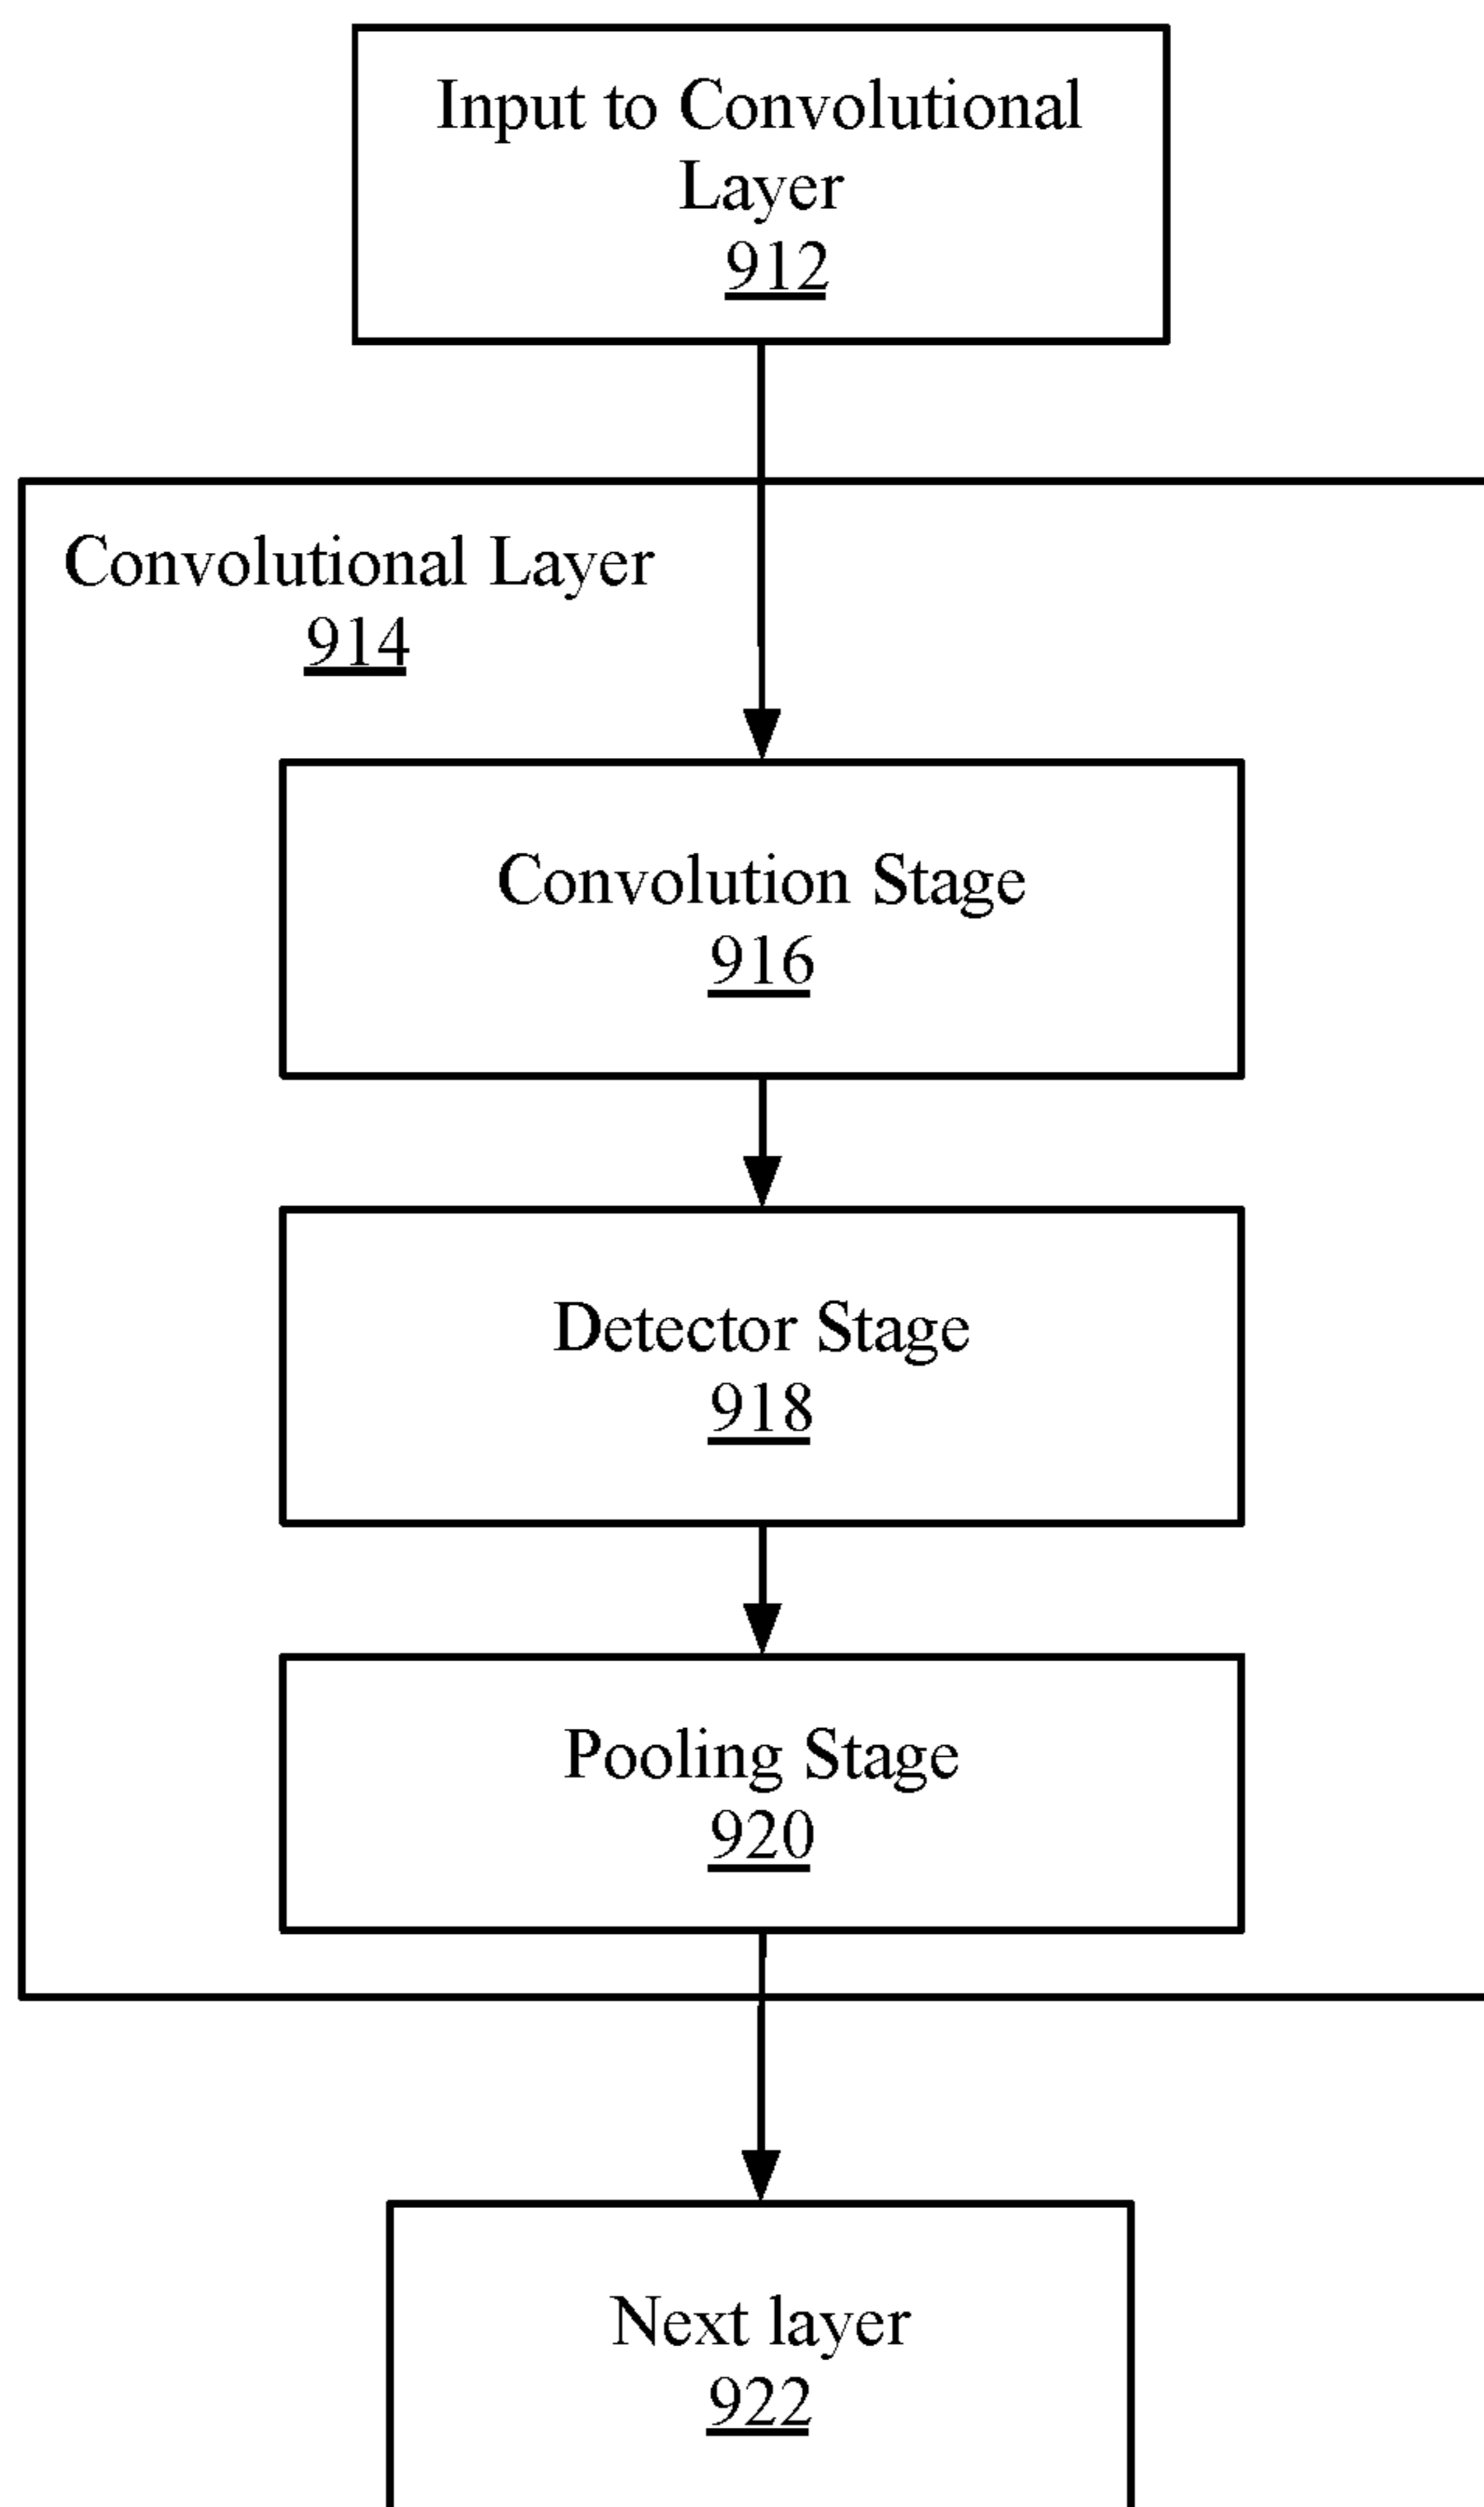 Input to Convolutional
Layer
912
Convolutional Layer
914
Convolution Stage
916
Detector Stage
918
Pooling Stage
920
Next layer
922